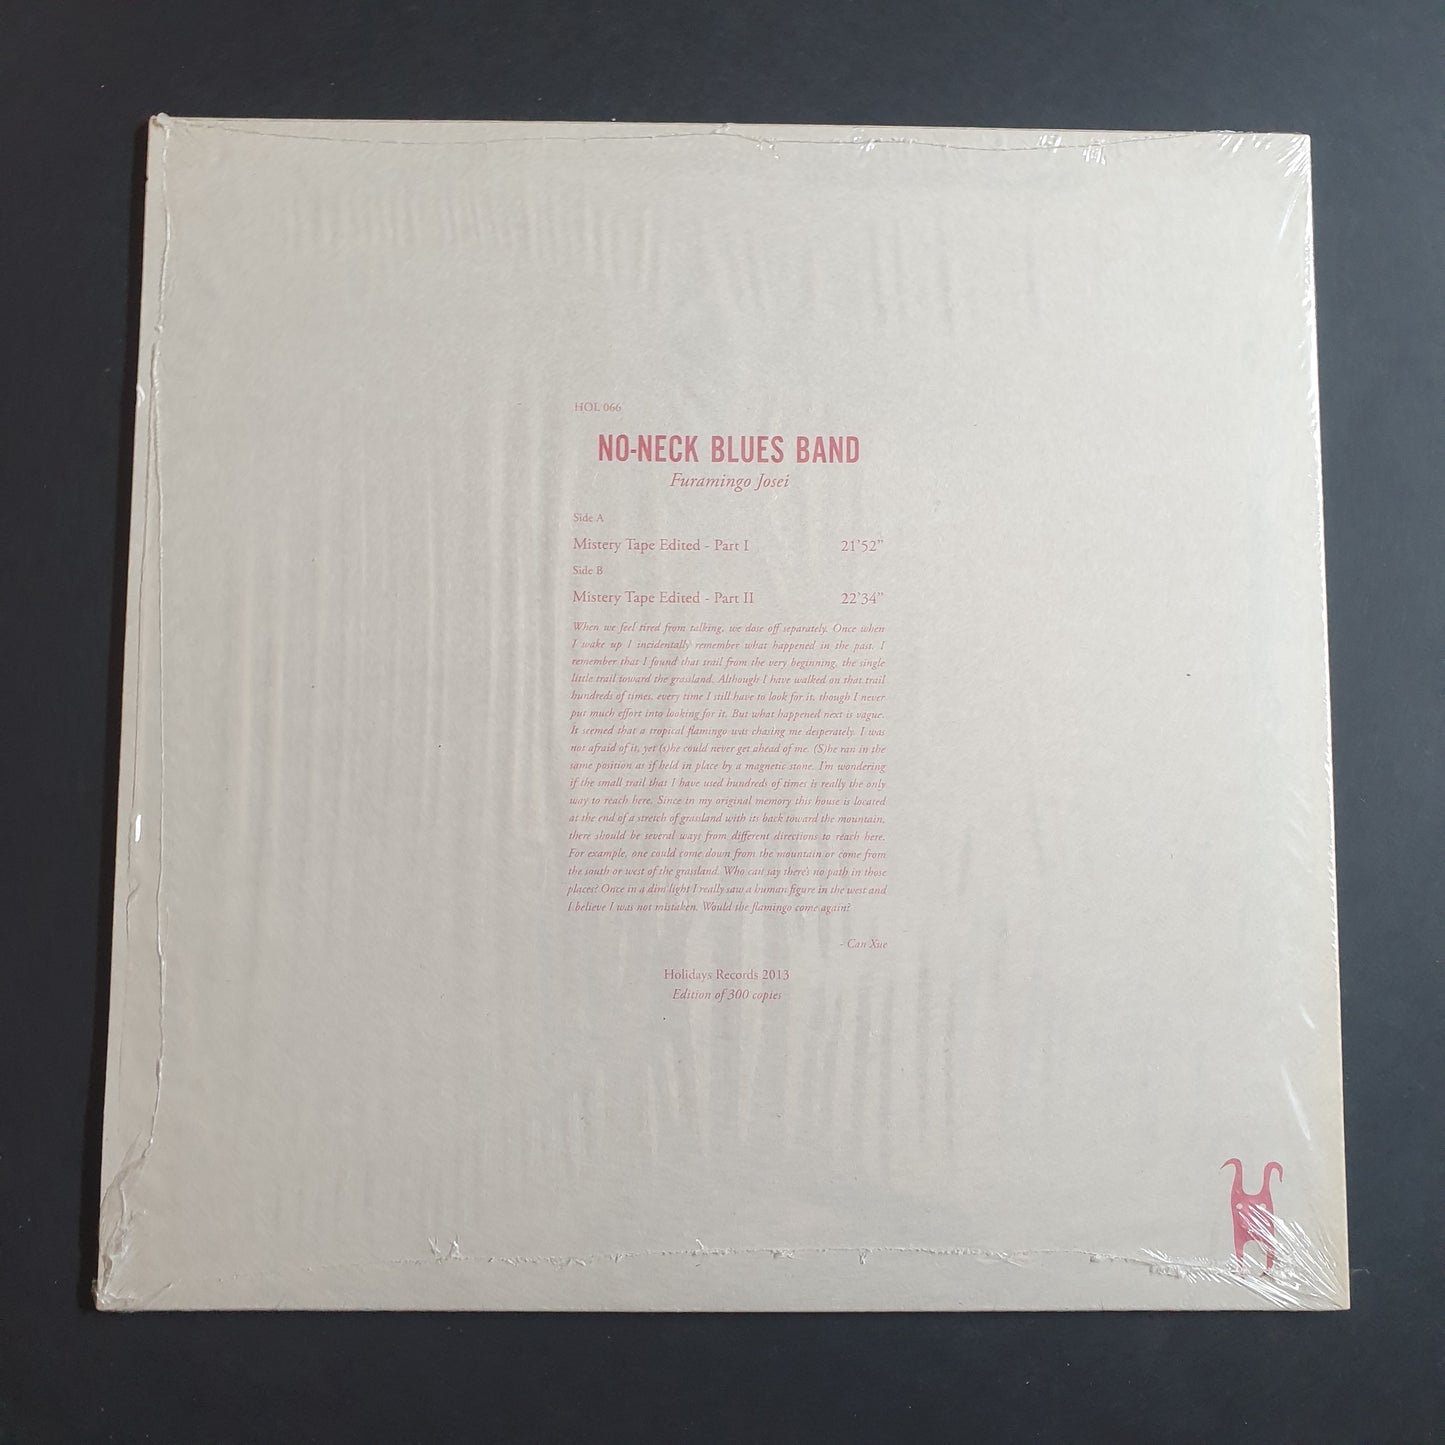 HOL 066
NO-NECK BLUES BAND
Furamingo Josei
Side A
Mistery Tape Edited - Part I 21'52"
Side B
Mistery Tape Edited - Part II 22'34"
When we feel tired from talking, we dose off separately. Once when
I wake up I incidentally remember what happened in the past. I
remember that I found that trail from the very beginning, the single
little trail toward the grassland. Although I have walked on that trail
hundreds of times, every time I still have to look for it, though I never
put much effort into looking for it. But what happened next is vague.
It seemed that a tropical flamingo was chasing me desperately. I was
not afraid of it, yet (s)he could never get ahead of me. (S)he ran in the
same position as if held in place by a magnetic stone. I'm wondering
if the small trail that I have used hundreds of times is really the only
way to reach here. Since in my original memory this house is located
at the end of a stretch of grassland with its back toward the mountain,
there should be several ways from different directions to reach here.
For example, one could come down from the mountain or come from
the south or west of the grassland. Who can say there's no path in those
places? Once in a dim light I really saw a human figure in the west and
I believe I was not mistaken. Would the flamingo come again?
- Can Xue
Holidays Records 2013
Edition of 300 copies